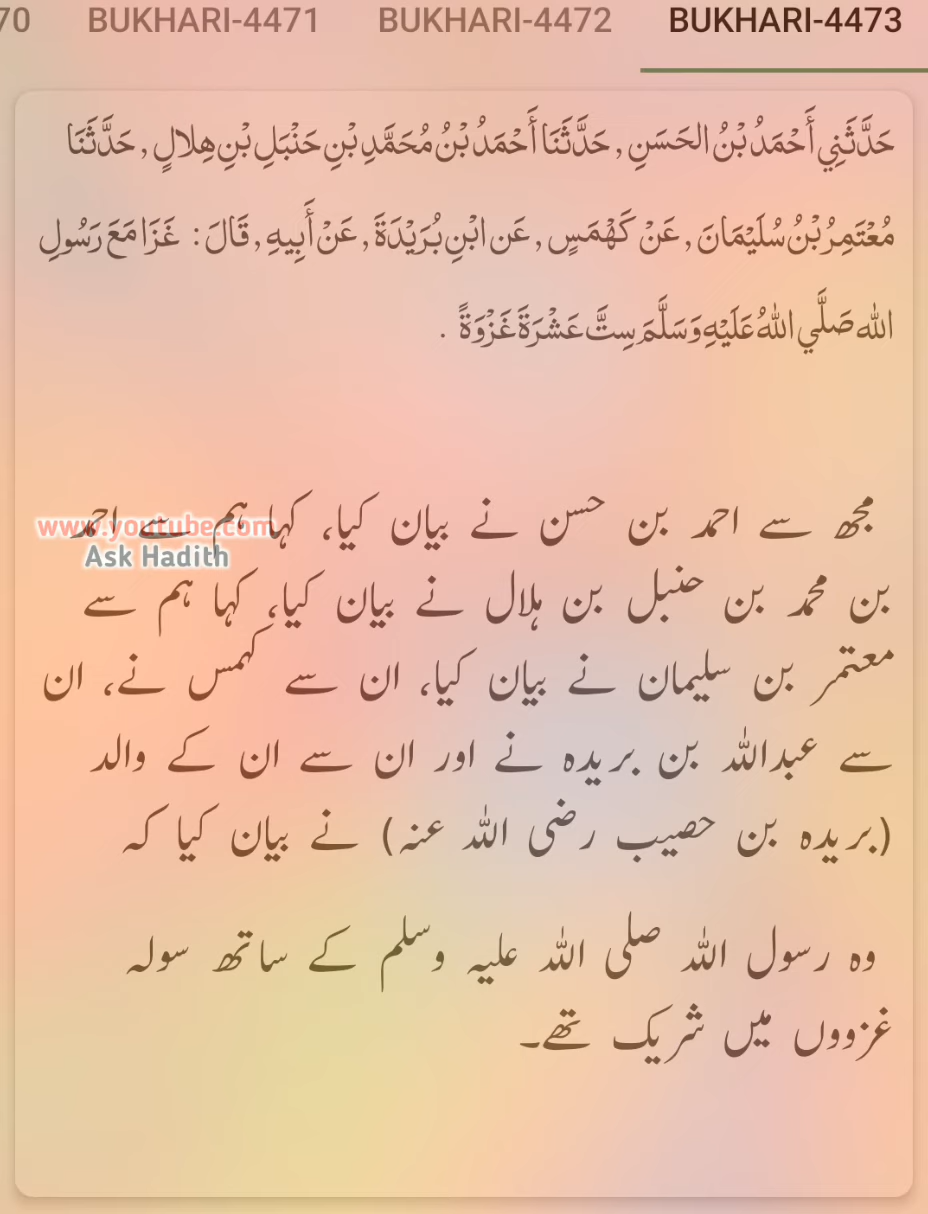 70 BUKHARI-4471 BUKHARI-4472 BUKHARI-4473
حَدَّثَنِي أَحْمَدُ بْنُ الحَسَنِ , حَدَّثَنَا أَحْمَدُ بْنُ مُحَمَّدِ بْنِ حَنْبَلِ بْنِ هِلَالٍ , حَدَّثَنَا
مُعْتَمِرُ بْنُ سُلَيْمَانَ , عَنْ كَهْمَسٍ , عَن ابْنِ بُرَيْدَةَ , عَنْ أَبِيهِ , قَالَ : غَزَا مَعَ رَسُولِ
اللهِ صَلَّي اللهُ عَلَيْهِ وَسَلَّمَ سِتَّ عَشْرَةَ غَزْوَةً .
مجھ سے احمد بن حسن نے بیان کیا، کہا ہم سے احمد
www.youtube.com
Ask Hadith
بن محمد بن حنبل بن ہلال نے بیان کیا، کہا ہم سے
معتمر بن سلیمان نے بیان کیا، ان سے کہمس نے، ان
سے عبداللہ بن بریدہ نے اور ان سے ان کے والد
(بریدہ بن حصیب رضی اللہ عنہ) نے بیان کیا کہ
وہ رسول اللہ صلی اللہ علیہ وسلم کے ساتھ سولہ
غزووں میں شریک تھے۔